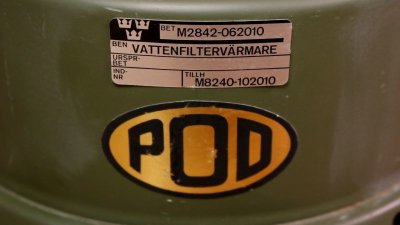 BET M2842-062010
BEN VATTENFILTERVÄRMARE
URSPR-
BET
IND-
NR
TILLH
M8240-102010
POD